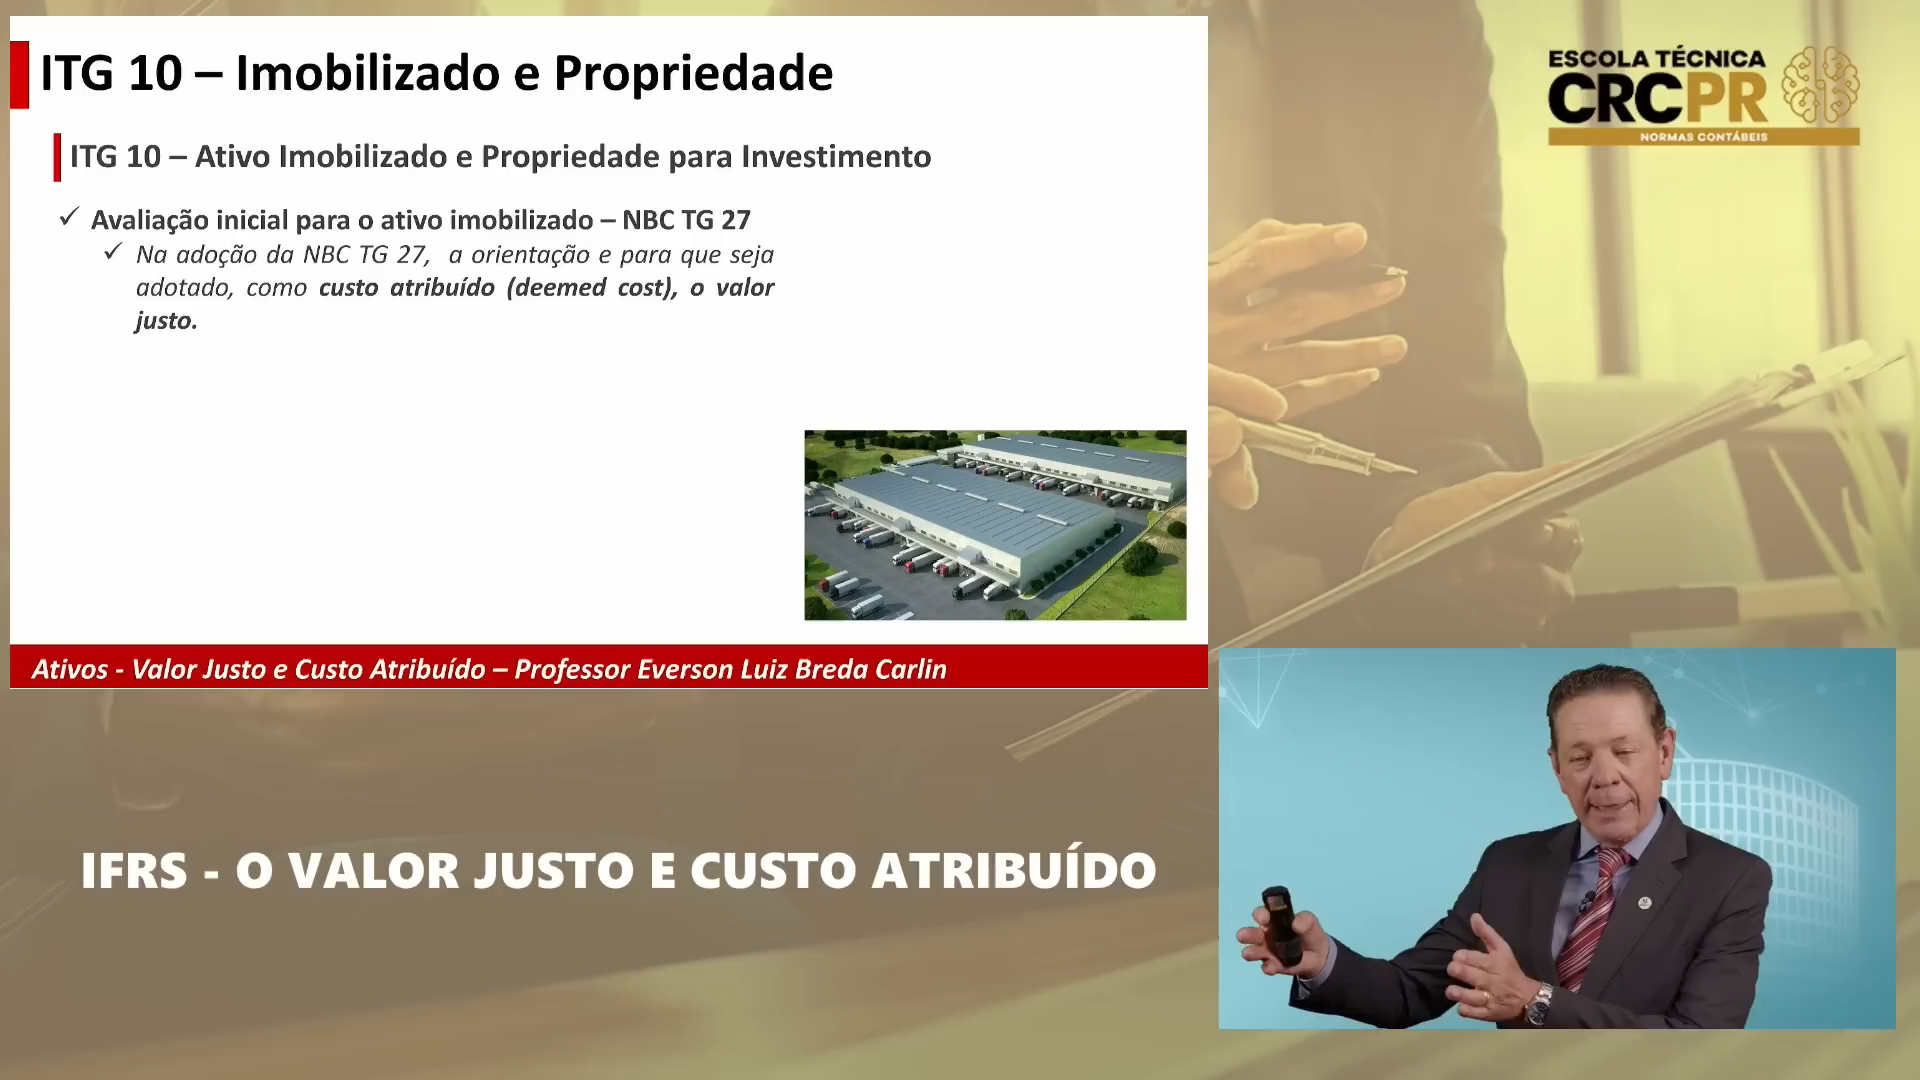 ITG 10 – Imobilizado e Propriedade
ITG 10 – Ativo Imobilizado e Propriedade para Investimento
✓ Avaliação inicial para o ativo imobilizado – NBC TG 27
✓ Na adoção da NBC TG 27, a orientação e para que seja
adotado, como custo atribuído (deemed cost), o valor
justo.
Ativos - Valor Justo e Custo Atribuído – Professor Everson Luiz Breda Carlin
ESCOLA TÉCNICA
CRCPR
NORMAS CONTÁBEIS
IFRS - O VALOR JUSTO E CUSTO ATRIBUÍDO